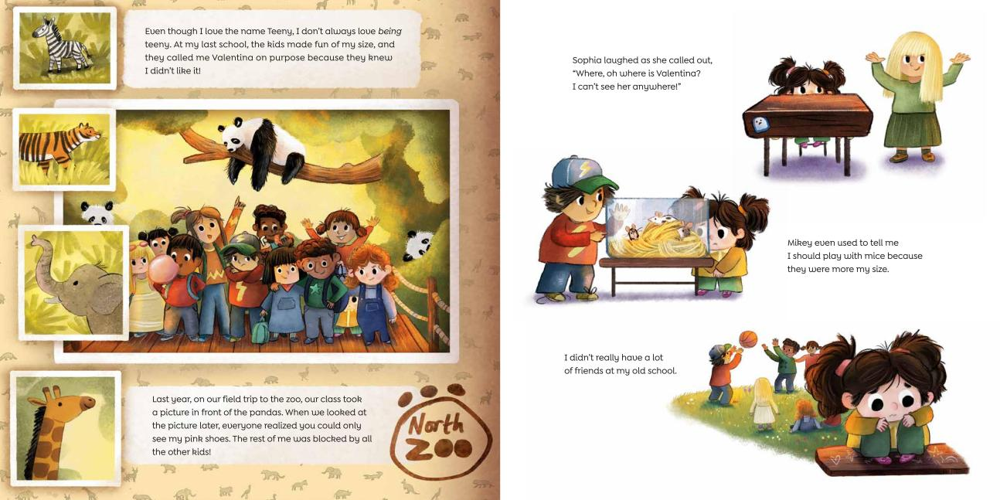 Even though I love the name Teeny, I don't always love being
teeny. At my last school, the kids made fun of my size, and
they called me Valentina on purpose because they knew
I didn't like it!
Last year, on our field trip to the zoo, our class took
a picture in front of the pandas. When we looked at
the picture later, everyone realized you could only
see my pink shoes. The rest of me was blocked by all
the other kids!
North
ZOO
Sophia laughed as she called out,
“Where, oh where is Valentina?
I can't see her anywhere!”
Mikey even used to tell me
I should play with mice because
they were more my size.
I didn't really have a lot
of friends at my old school.